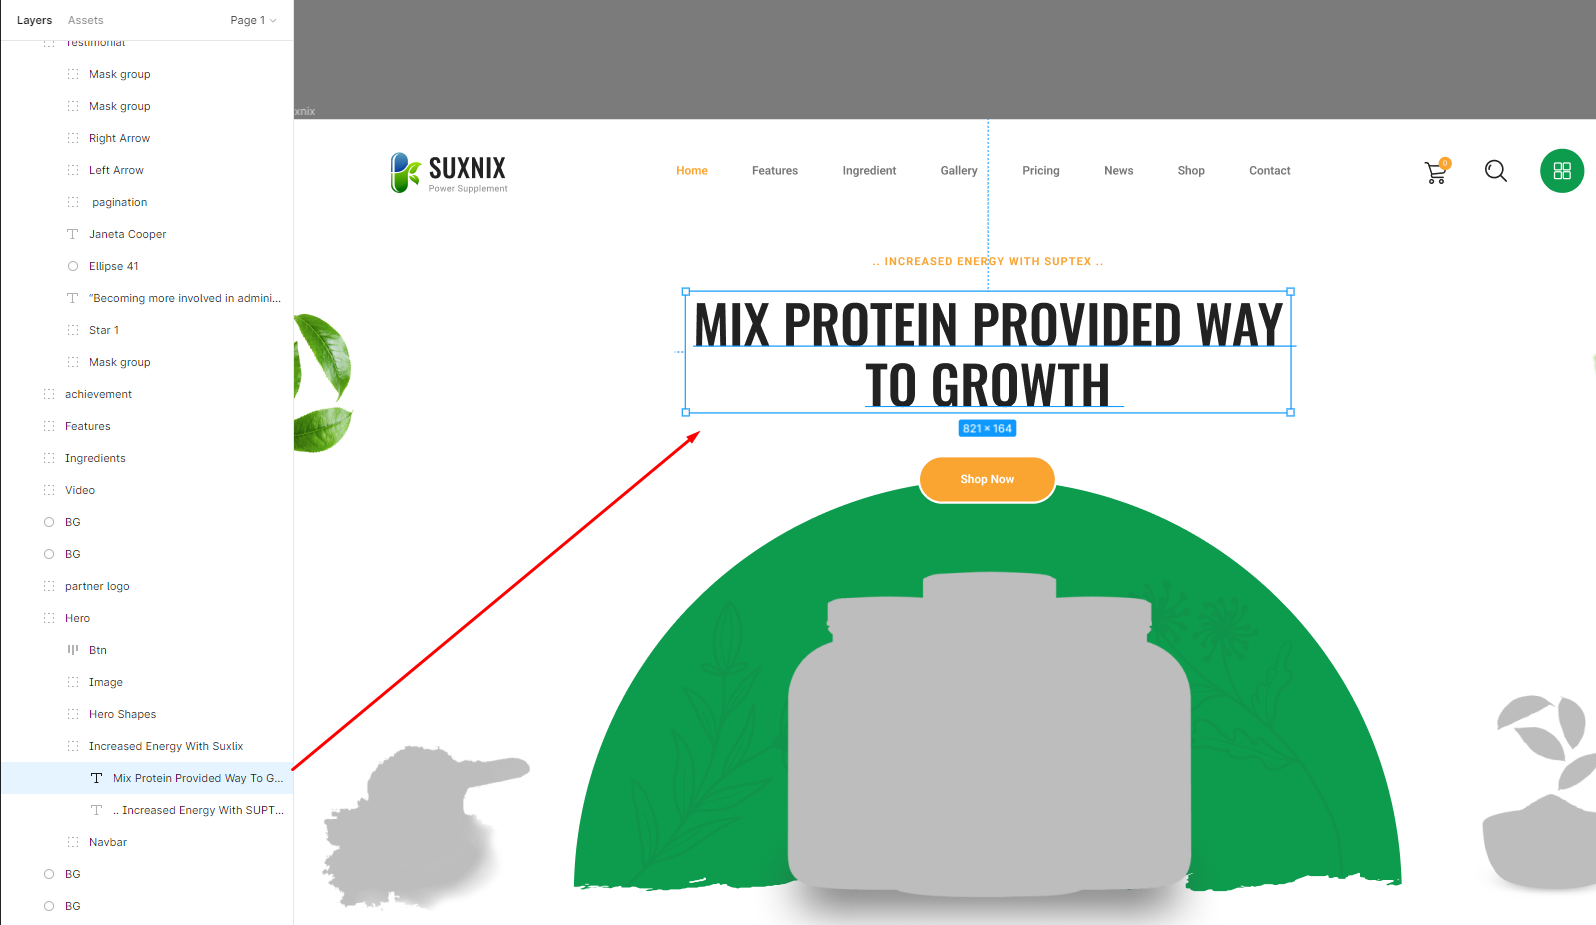 Layers Assets Page 1
Testimonial
Mask group
Mask group
Right Arrow
Left Arrow
pagination
Janeta Cooper
Ellipse 41
"Becoming more involved in admini...
Star 1
Mask group
achievement
Features
Ingredients
Video
BG
BG
partner logo
Hero
Btn
Image
Hero Shapes
Increased Energy With Suxlix
Mix Protein Provided Way To G...
.. Increased Energy With SUPT...
Navbar
BG
BG
xnix
SUXNIX
Power Supplement
Home Features Ingredient Gallery Pricing News Shop Contact
0
.. INCREASED ENERGY WITH SUPTEX ..
MIX PROTEIN PROVIDED WAY
TO GROWTH
821 × 164
Shop Now